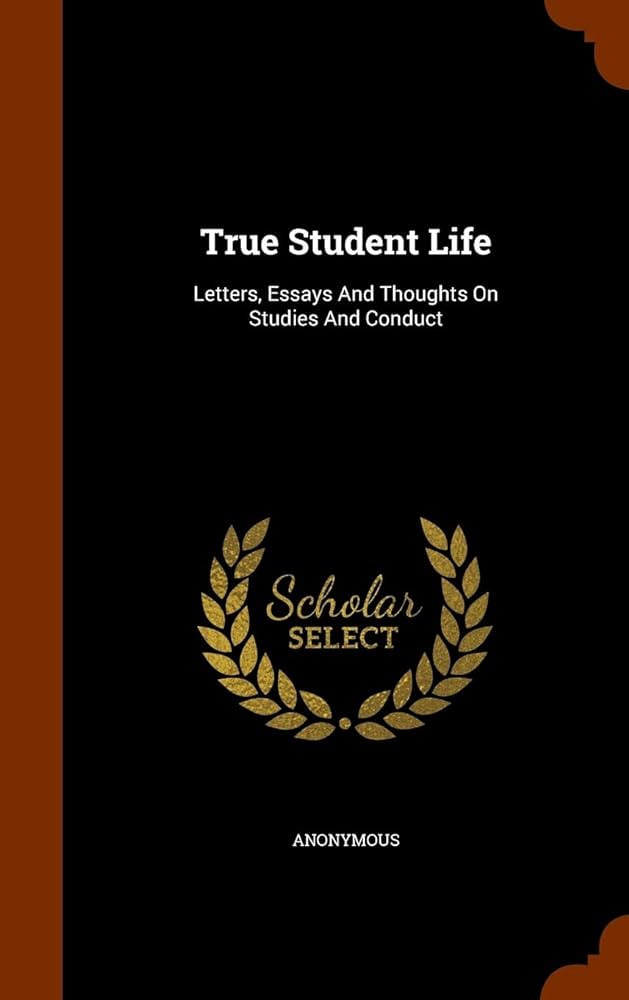 True Student Life
Letters, Essays And Thoughts On
Studies And Conduct
Scholar
SELECT
ANONYMOUS